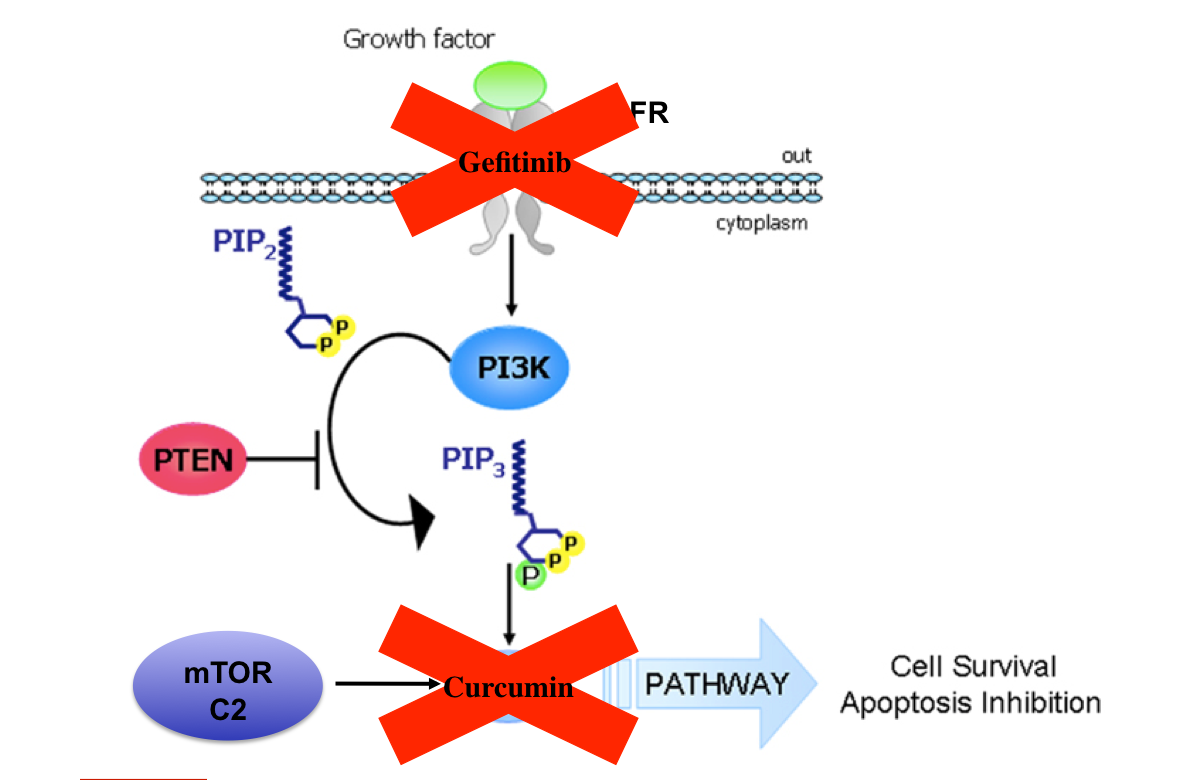 Growth factor
FR
Gefitinib
out
cytoplasm
PIP2
P
P
PI3K
PTEN
PIP3
P
P
P
mTOR
C2
Curcumin
PATHWAY
Cell Survival
Apoptosis Inhibition